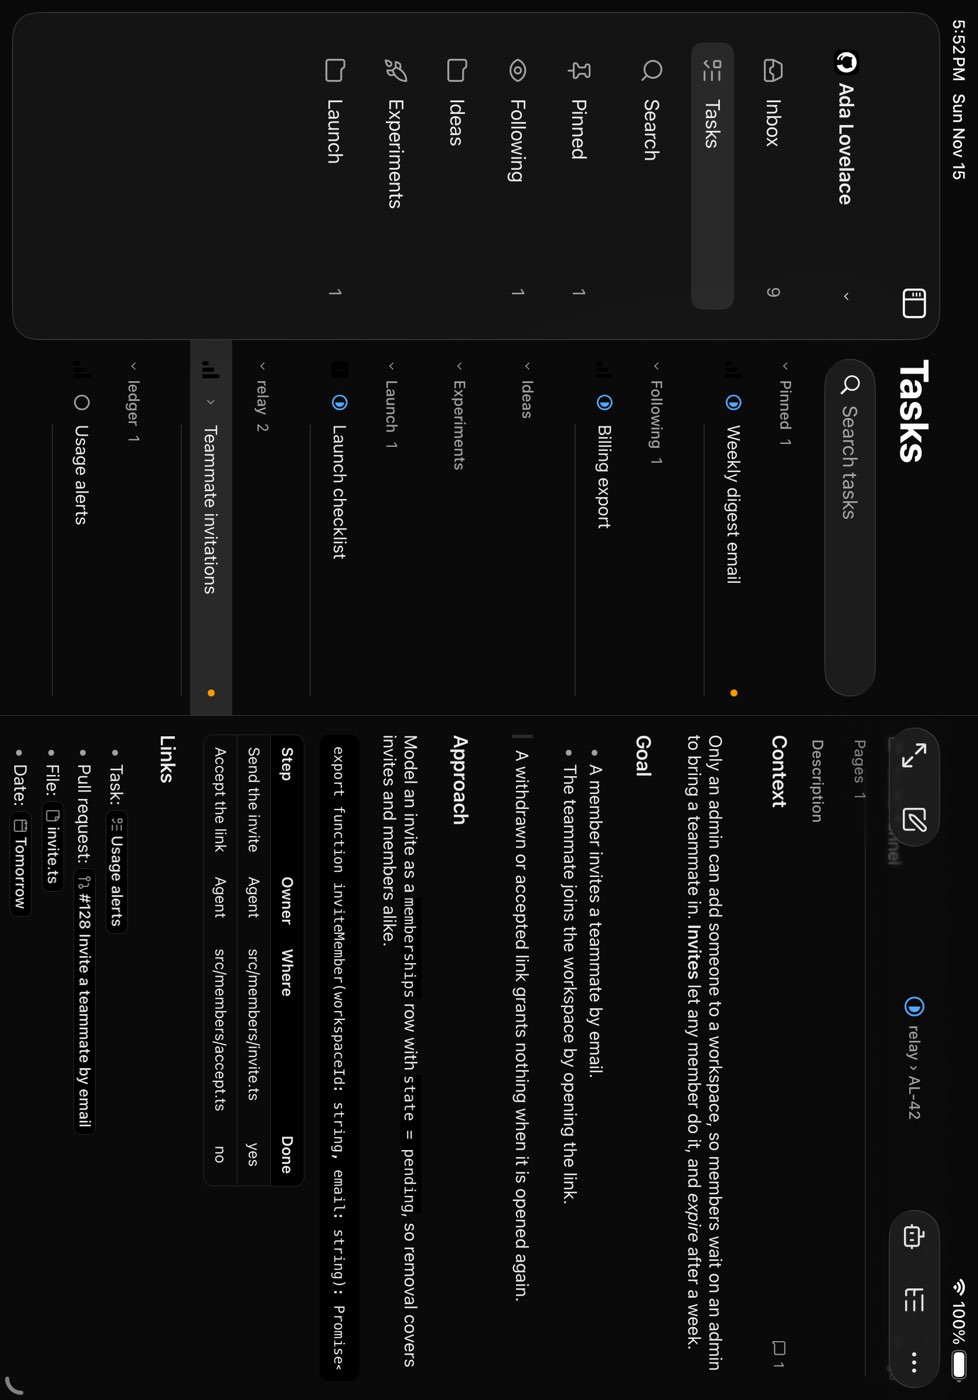 5:52 PM Sun Nov 15
100%
Ada Lovelace
Inbox 9
Tasks
Search
Pinned 1
Following 1
Ideas
Experiments
Launch 1
Tasks
Search tasks
Pinned 1
Weekly digest email
Following 1
Billing export
Ideas
Experiments
Launch 1
Launch checklist
relay 2
Teammate invitations
ledger 1
Usage alerts
relay › AL-42
Pages 1
Description
Context
1
Only an admin can add someone to a workspace, so members wait on an admin
to bring a teammate in. Invites let any member do it, and expire after a week.
Goal
• A member invites a teammate by email.
• The teammate joins the workspace by opening the link.
A withdrawn or accepted link grants nothing when it is opened again.
Approach
Model an invite as a memberships row with state = pending, so removal covers
invites and members alike.
export function inviteMember(workspaceId: string, email: string): Promise<
Step Owner Where Done
Send the invite Agent src/members/invite.ts yes
Accept the link Agent src/members/accept.ts no
Links
• Task: Usage alerts
• Pull request: #128 Invite a teammate by email
• File: invite.ts
• Date: Tomorrow